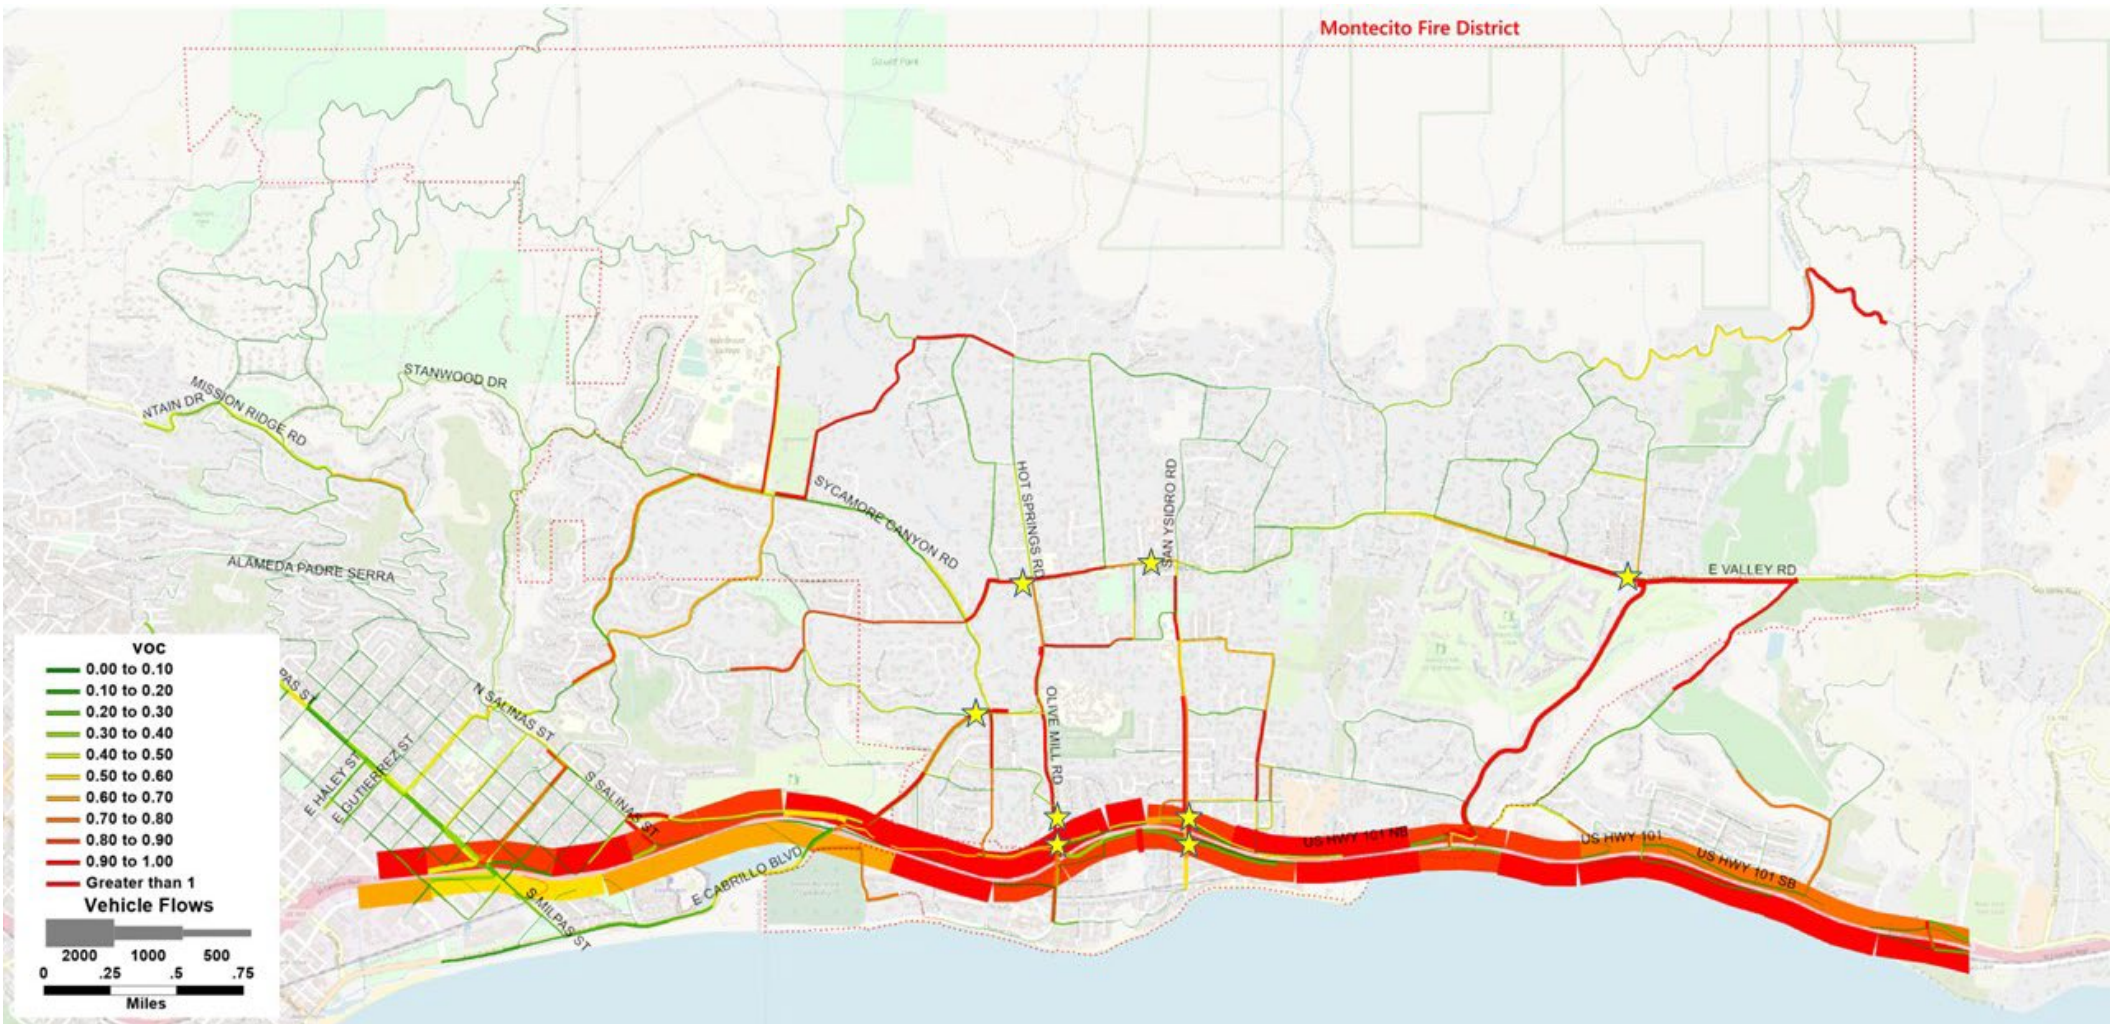 Montecito Fire District
STANWOOD DR
MISSION RIDGE RD
NTAIN DR
SYCAMORE CANYON RD
HOT SPRINGS RD
SAN YSIDRO RD
ALAMEDA PADRE SERRA
E VALLEY RD
PAS ST
N SALINAS ST
OLIVE MILL RD
E HALEY ST
E GUTIERREZ ST
S SALINAS ST
US HWY 101 NB
US HWY 101
US HWY 101 SB
E CABRILLO BLVD
S MILPAS ST
VOC
0.00 to 0.10
0.10 to 0.20
0.20 to 0.30
0.30 to 0.40
0.40 to 0.50
0.50 to 0.60
0.60 to 0.70
0.70 to 0.80
0.80 to 0.90
0.90 to 1.00
Greater than 1
Vehicle Flows
2000 1000 500
0 .25 .5 .75
Miles